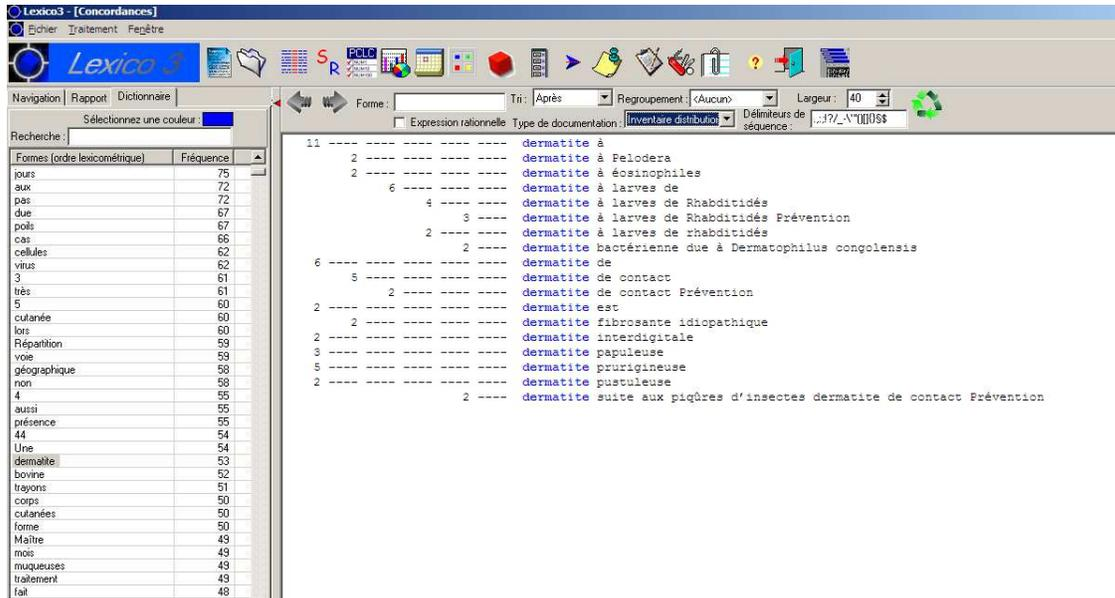 Lexico3 - [Concordances]
Fichier Traitement Fenêtre
Lexico 3
SR
PCLC
?
Navigation Rapport Dictionnaire
Sélectionnez une couleur :
Recherche :
Formes (ordre lexicométrique) Fréquence
jours 75
aux 72
pas 72
due 67
poils 67
cas 66
cellules 62
virus 62
3 61
très 61
5 60
cutanée 60
lors 60
Répartition 59
voie 59
géographique 58
non 58
4 55
aussi 55
présence 55
44 54
Une 54
dermatite 53
bovine 52
trayons 51
corps 50
cutanées 50
forme 50
Maître 49
mois 49
muqueuses 49
traitement 49
fait 48
Forme : Tri : Après Regroupement : <Aucun> Largeur : 40
Expression rationnelle Type de documentation : Inventaire distribution Délimiteurs de séquence :
11 ---- ---- ---- ---- ---- dermatite à
2 ---- ---- ---- ---- dermatite à Pelodera
2 ---- ---- ---- ---- dermatite à éosinophiles
6 ---- ---- ---- dermatite à larves de
4 ---- ---- dermatite à larves de Rhabditidés
3 ---- dermatite à larves de Rhabditidés Prévention
2 ---- ---- dermatite à larves de rhabditidés
2 ---- dermatite bactérienne due à Dermatophilus congolensis
6 ---- ---- ---- ---- ---- dermatite de
5 ---- ---- ---- ---- dermatite de contact
2 ---- ---- ---- dermatite de contact Prévention
2 ---- ---- ---- ---- ---- dermatite est
2 ---- ---- ---- ---- dermatite fibrosante idiopathique
2 ---- ---- ---- ---- ---- dermatite interdigitale
3 ---- ---- ---- ---- ---- dermatite papuleuse
5 ---- ---- ---- ---- ---- dermatite prurigineuse
2 ---- ---- ---- ---- ---- dermatite pustuleuse
2 ---- dermatite suite aux piqûres d'insectes dermatite de contact Prévention